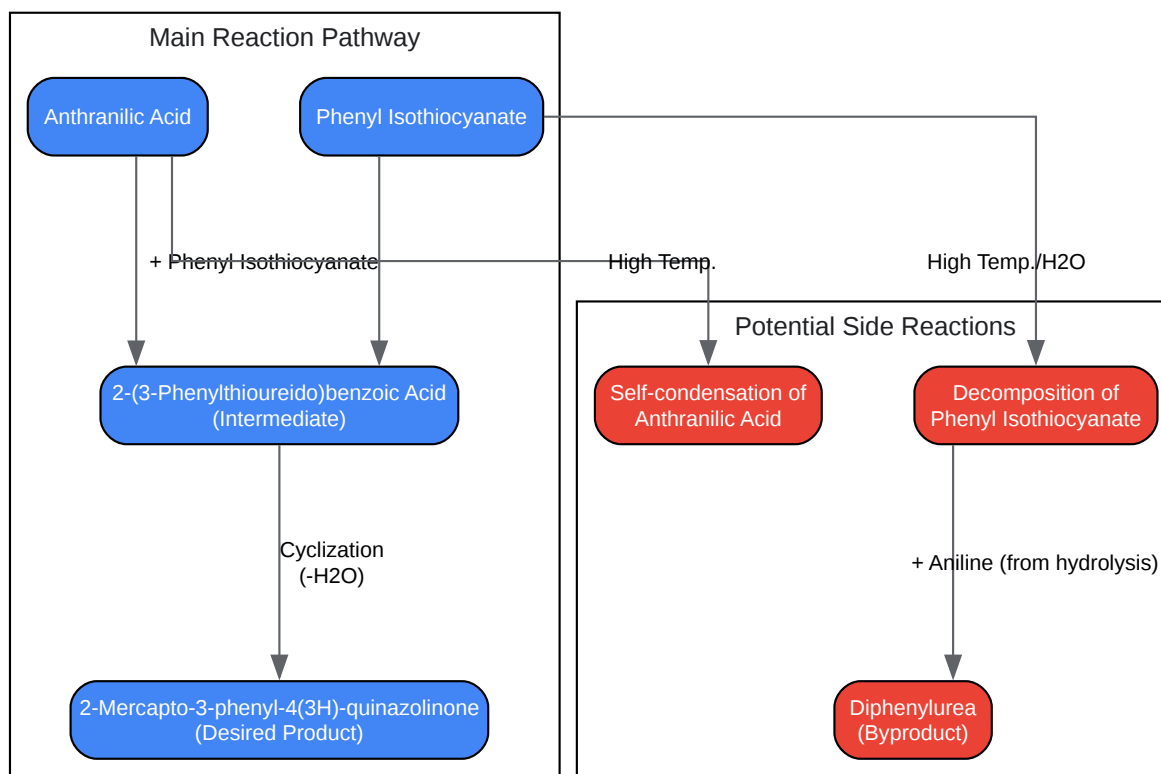 Main Reaction Pathway
Anthranilic Acid
Phenyl Isothiocyanate
+ Phenyl Isothiocyanate
High Temp.
High Temp./H2O
Potential Side Reactions
2-(3-Phenylthioureido)benzoic Acid
(Intermediate)
Self-condensation of
Anthranilic Acid
Decomposition of
Phenyl Isothiocyanate
Cyclization
(-H2O)
+ Aniline (from hydrolysis)
2-Mercapto-3-phenyl-4(3H)-quinazolinone
(Desired Product)
Diphenylurea
(Byproduct)